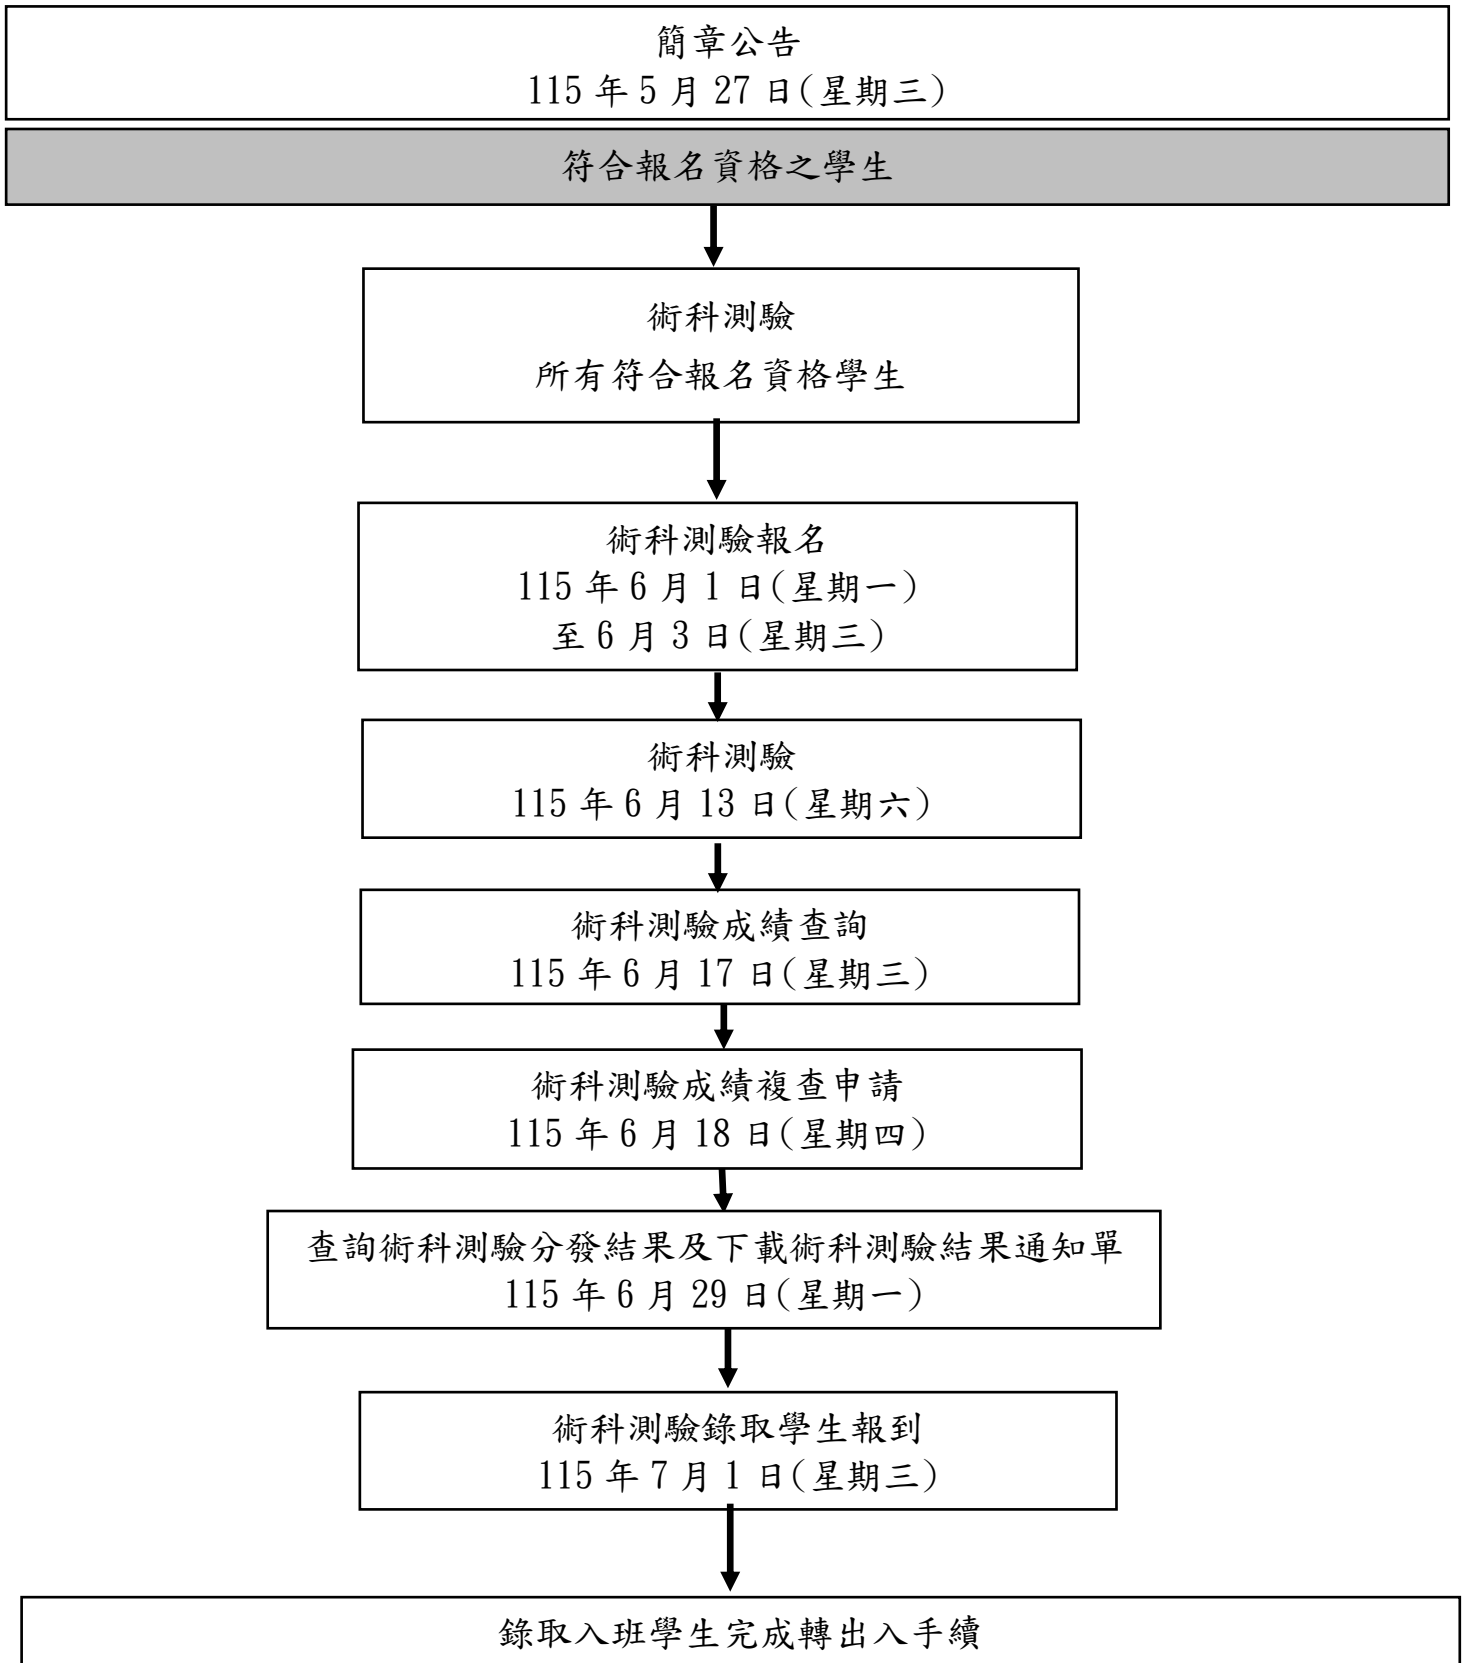 簡章公告
115 年 5 月 27 日(星期三)
符合報名資格之學生
術科測驗
所有符合報名資格學生
術科測驗報名
115 年 6 月 1 日(星期一)
至 6 月 3 日(星期三)
術科測驗
115 年 6 月 13 日(星期六)
術科測驗成績查詢
115 年 6 月 17 日(星期三)
術科測驗成績複查申請
115 年 6 月 18 日(星期四)
查詢術科測驗分發結果及下載術科測驗結果通知單
115 年 6 月 29 日(星期一)
術科測驗錄取學生報到
115 年 7 月 1 日(星期三)
錄取入班學生完成轉出入手續